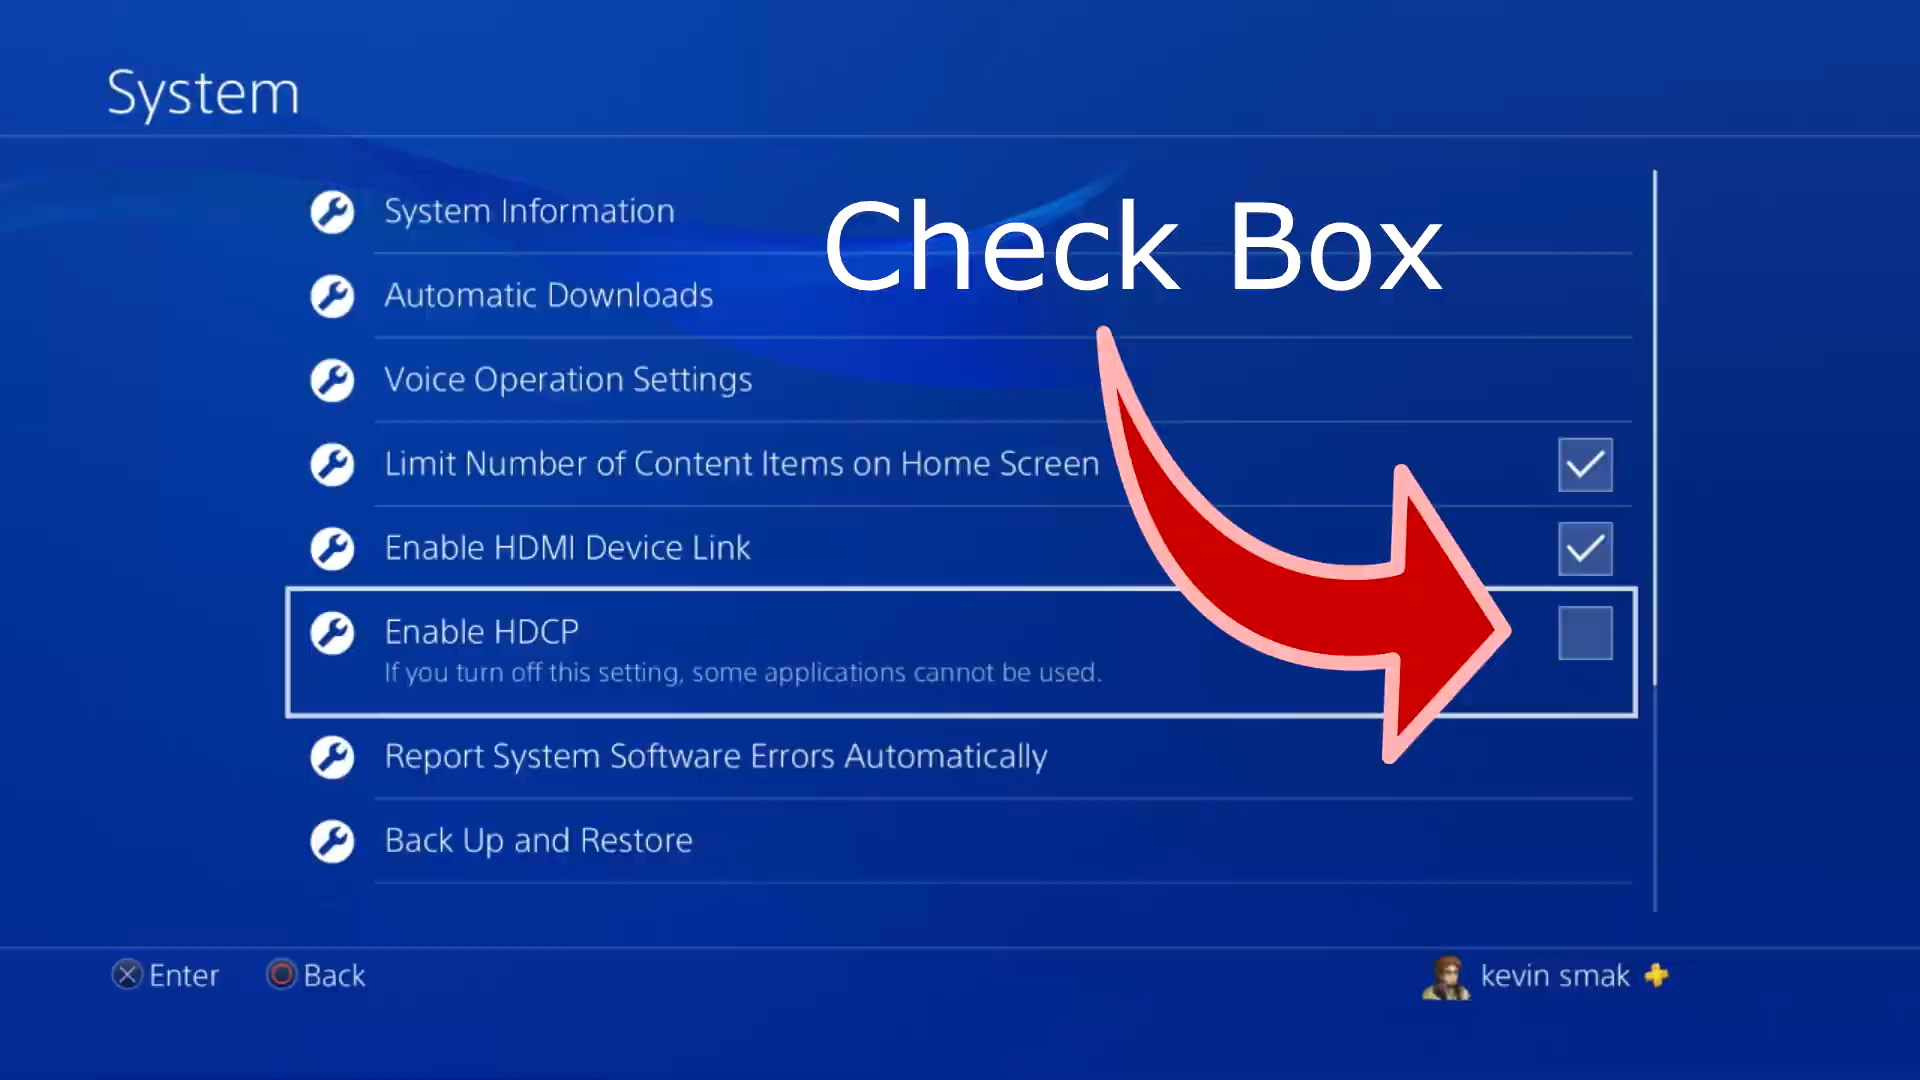 System
System Information
Check Box
Automatic Downloads
Voice Operation Settings
Limit Number of Content Items on Home Screen
Enable HDMI Device Link
Enable HDCP
If you turn off this setting, some applications cannot be used.
Report System Software Errors Automatically
Back Up and Restore
Enter Back kevin smak